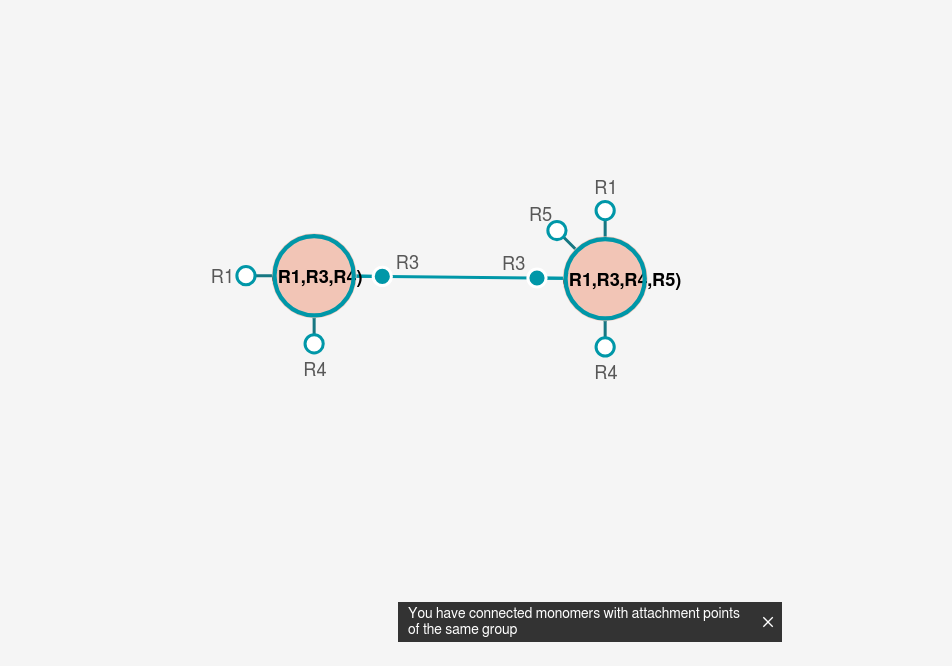 R1
R5
R3
R3
R1
R1,R3,R4)
R1,R3,R4,R5)
R4
R4
You have connected monomers with attachment points
of the same group